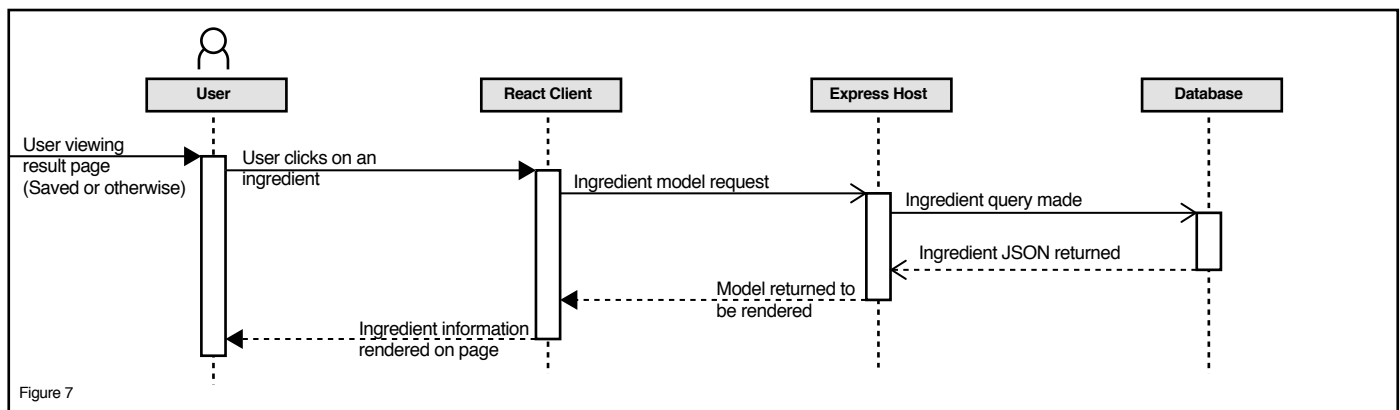 User
React Client
Express Host
Database
User viewing
result page
(Saved or otherwise)
User clicks on an
ingredient
Ingredient model request
Ingredient query made
Ingredient JSON returned
Model returned to
be rendered
Ingredient information
rendered on page
Figure 7